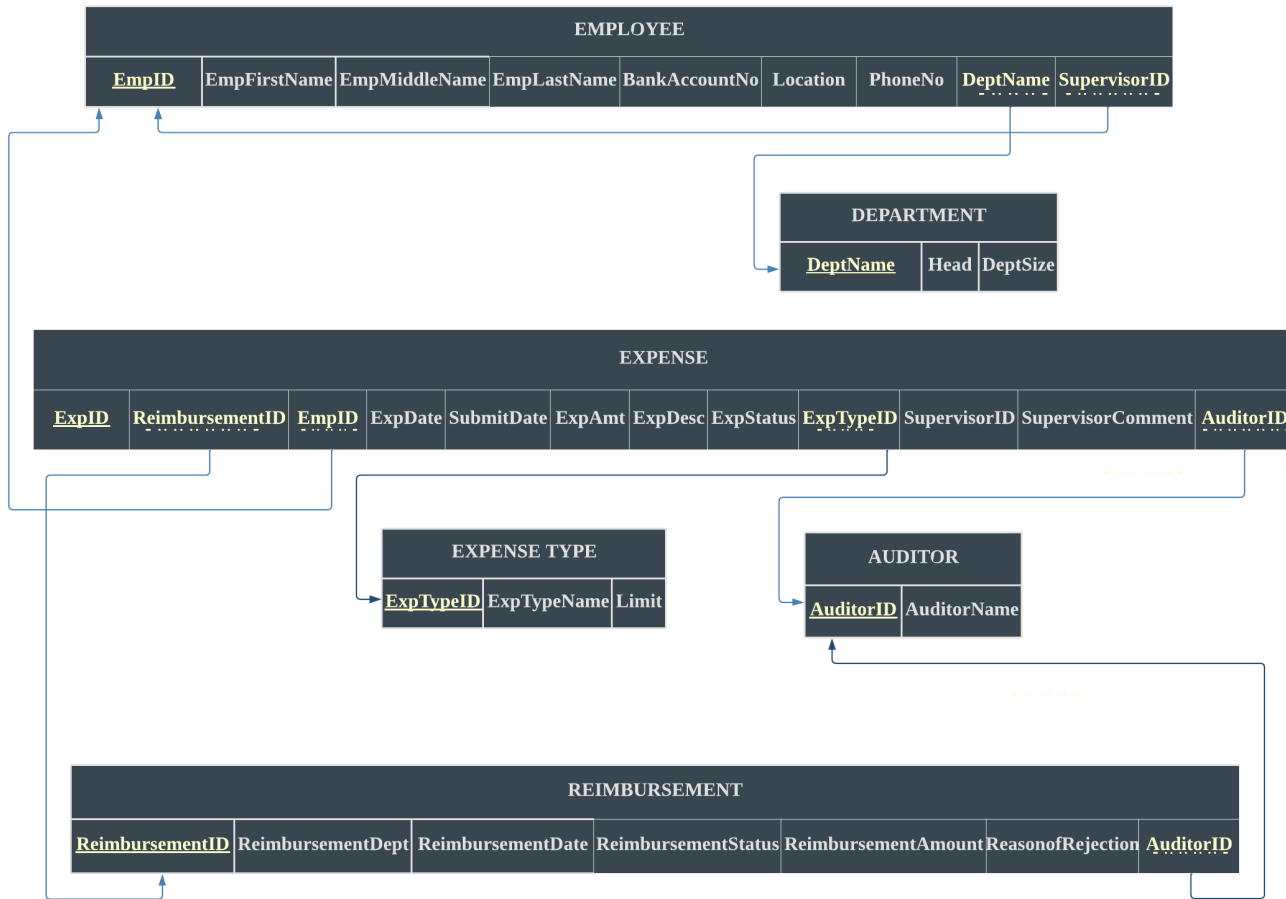 EMPLOYEE
EmpID EmpFirstName EmpMiddleName EmpLastName BankAccountNo Location PhoneNo DeptName SupervisorID
DEPARTMENT
DeptName Head DeptSize
EXPENSE
ExpID ReimbursementID EmpID ExpDate SubmitDate ExpAmt ExpDesc ExpStatus ExpTypeID SupervisorID SupervisorComment AuditorID
EXPENSE TYPE
ExpTypeID ExpTypeName Limit
AUDITOR
AuditorID AuditorName
REIMBURSEMENT
ReimbursementID ReimbursementDept ReimbursementDate ReimbursementStatus ReimbursementAmount ReasonofRejection AuditorID